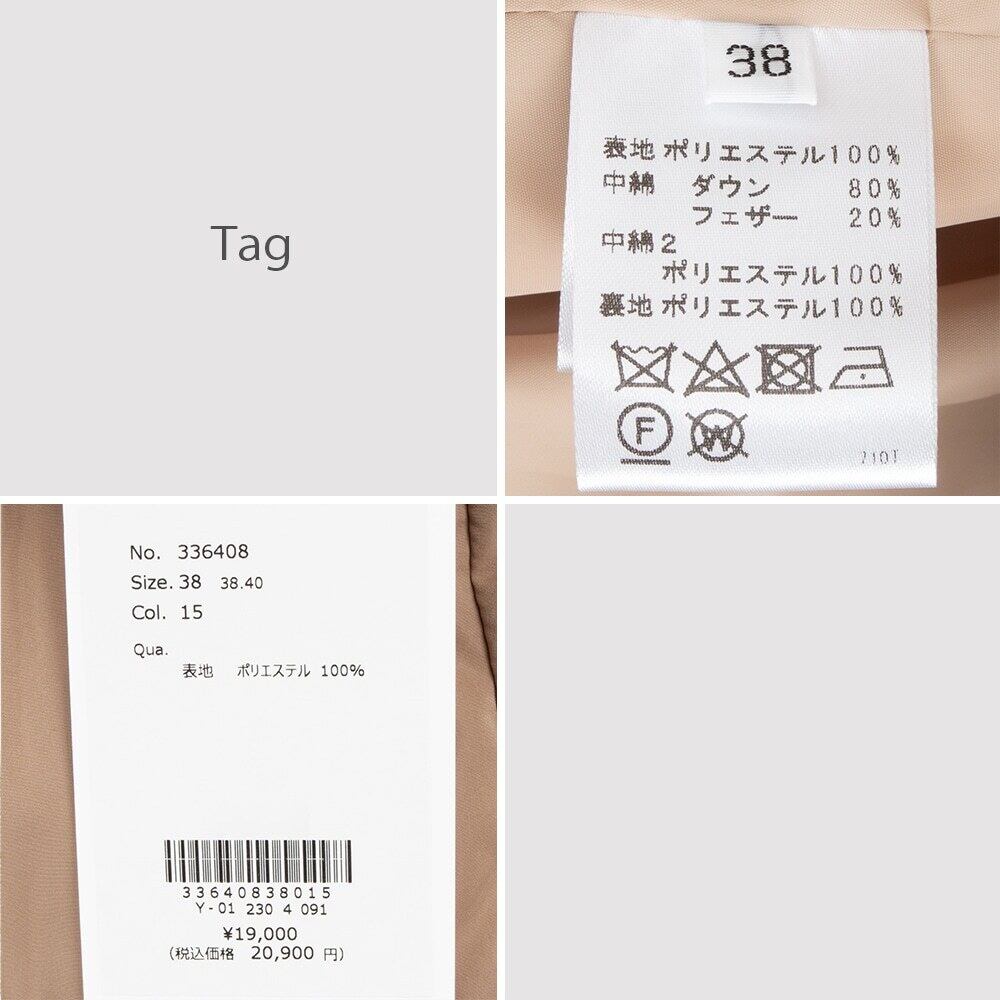 Tag
38
表地 ポリエステル100%
中綿 ダウン 80%
フェザー 20%
中綿2
ポリエステル100%
裏地 ポリエステル100%
F
W
710T
No. 336408
Size. 38 38.40
Col. 15
Qua.
表地 ポリエステル 100%
33640838015
Y-01 230 4 091
¥19,000
(税込価格 20,900 円)